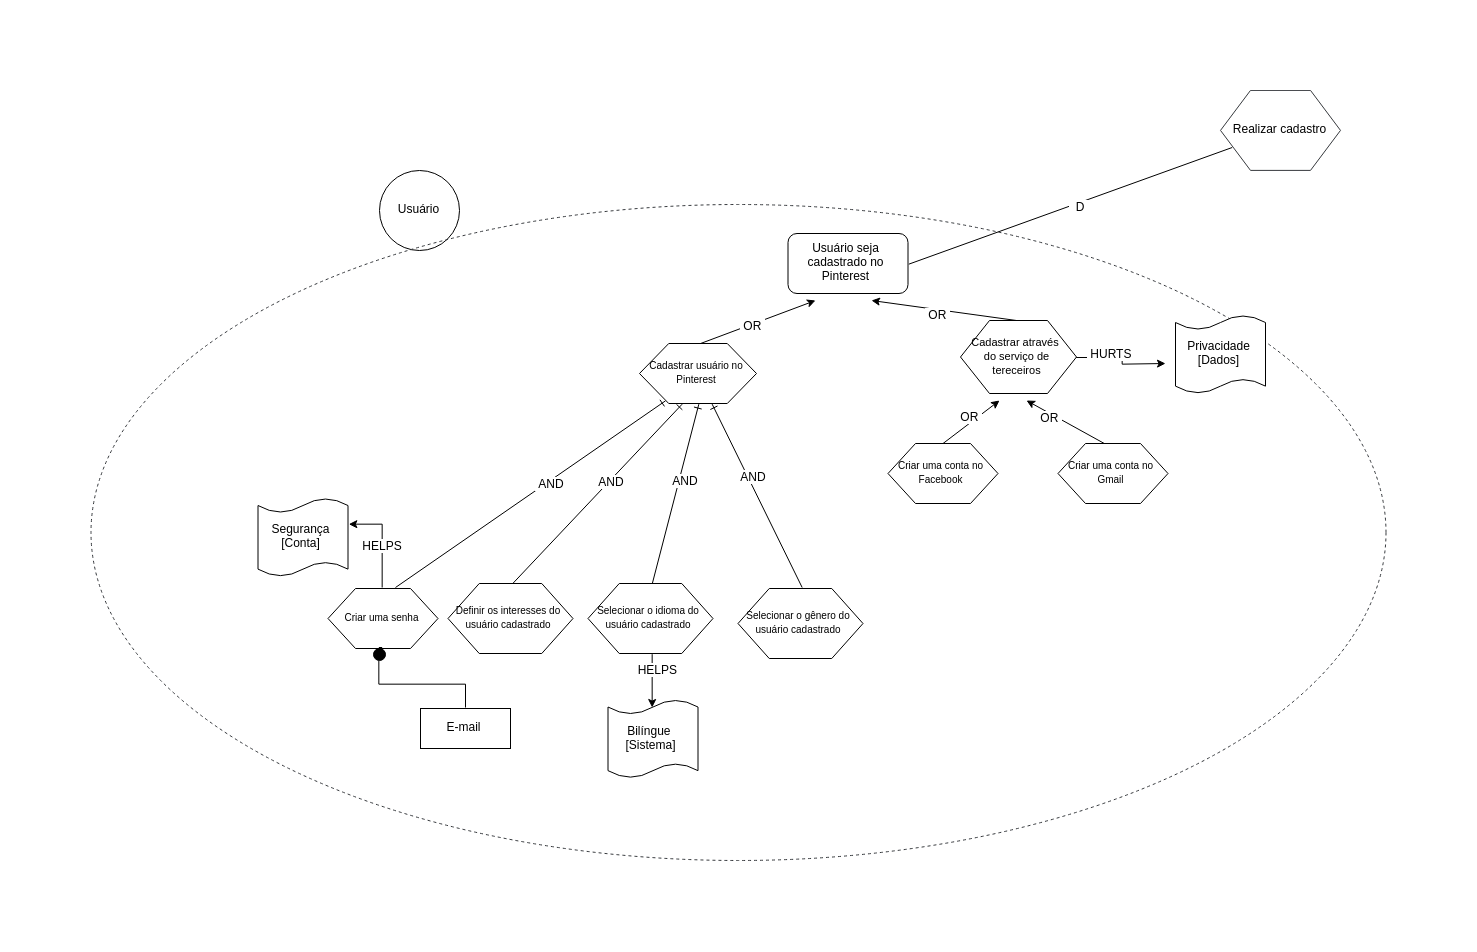 Realizar cadastro
D
Usuário
Usuário seja
cadastrado no
Pinterest
OR
OR
Cadastrar através
do serviço de
tereceiros
HURTS
Privacidade
[Dados]
Cadastrar usuário no
Pinterest
OR
OR
Criar uma conta no
Facebook
Criar uma conta no
Gmail
AND
AND
AND
AND
Segurança
[Conta]
HELPS
Criar uma senha
Definir os interesses do
usuário cadastrado
Selecionar o idioma do
usuário cadastrado
Selecionar o gênero do
usuário cadastrado
HELPS
E-mail
Bilíngue
[Sistema]